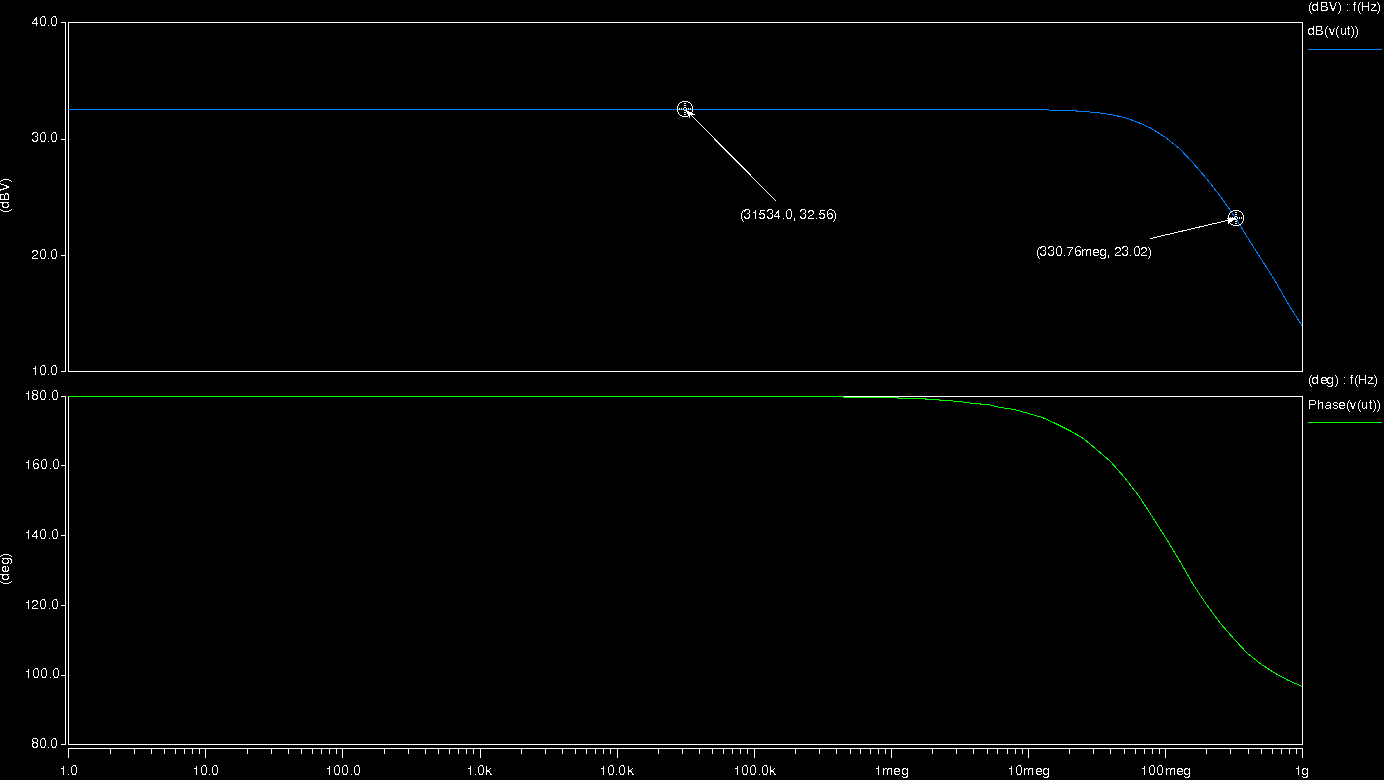 (dBV) : f(Hz)
dB(v(ut))
40.0
30.0
20.0
10.0
(dBV)
(31534.0, 32.56)
(330.76meg, 23.02)
(deg) : f(Hz)
Phase(v(ut))
180.0
160.0
140.0
120.0
100.0
80.0
(deg)
1.0 10.0 100.0 1.0k 10.0k 100.0k 1meg 10meg 100meg 1g